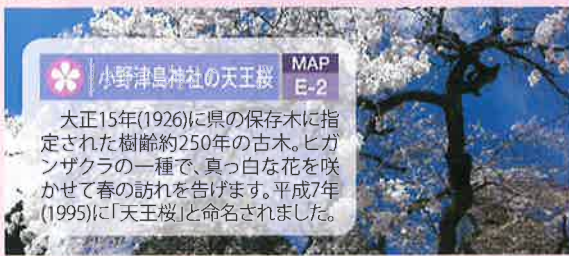 小野津島神社の天王桜
MAP
E-2
大正15年(1926)に県の保存木に指
定された樹齢約250年の古木。ヒガ
ンザクラの一種で、真っ白な花を咲
かせて春の訪れを告げます。平成7年
(1995)に「天王桜」と命名されました。